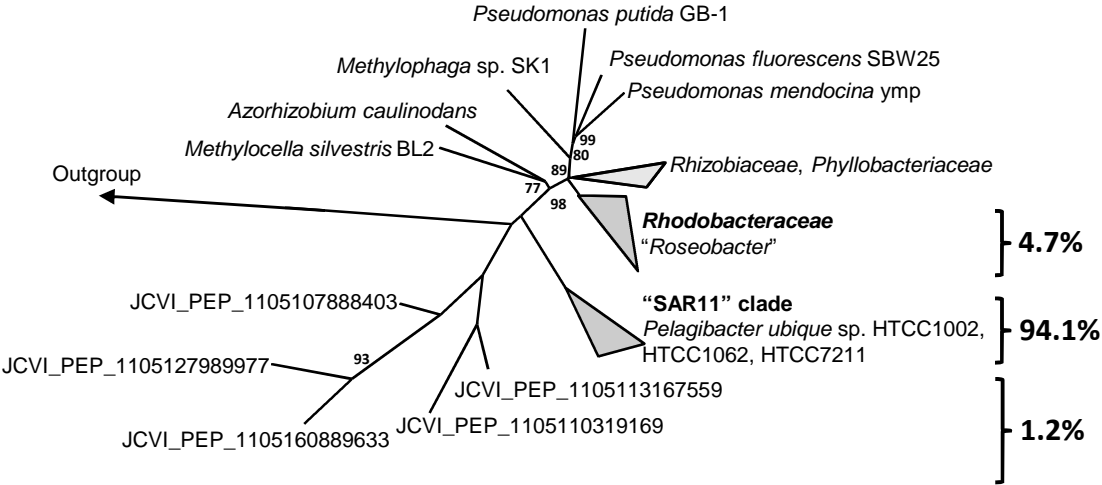 Pseudomonas putida GB-1
Pseudomonas fluorescens SBW25
Methylophaga sp. SK1
Pseudomonas mendocina ymp
Azorhizobium caulinodans
99
80
Methylocella silvestris BL2
89
Rhizobiaceae, Phyllobacteriaceae
Outgroup
77
98
Rhodobacteraceae
“Roseobacter”
4.7%
JCVI_PEP_1105107888403
“SAR11” clade
Pelagibacter ubique sp. HTCC1002,
HTCC1062, HTCC7211
94.1%
93
JCVI_PEP_1105127989977
JCVI_PEP_1105113167559
JCVI_PEP_1105110319169
JCVI_PEP_1105160889633
1.2%